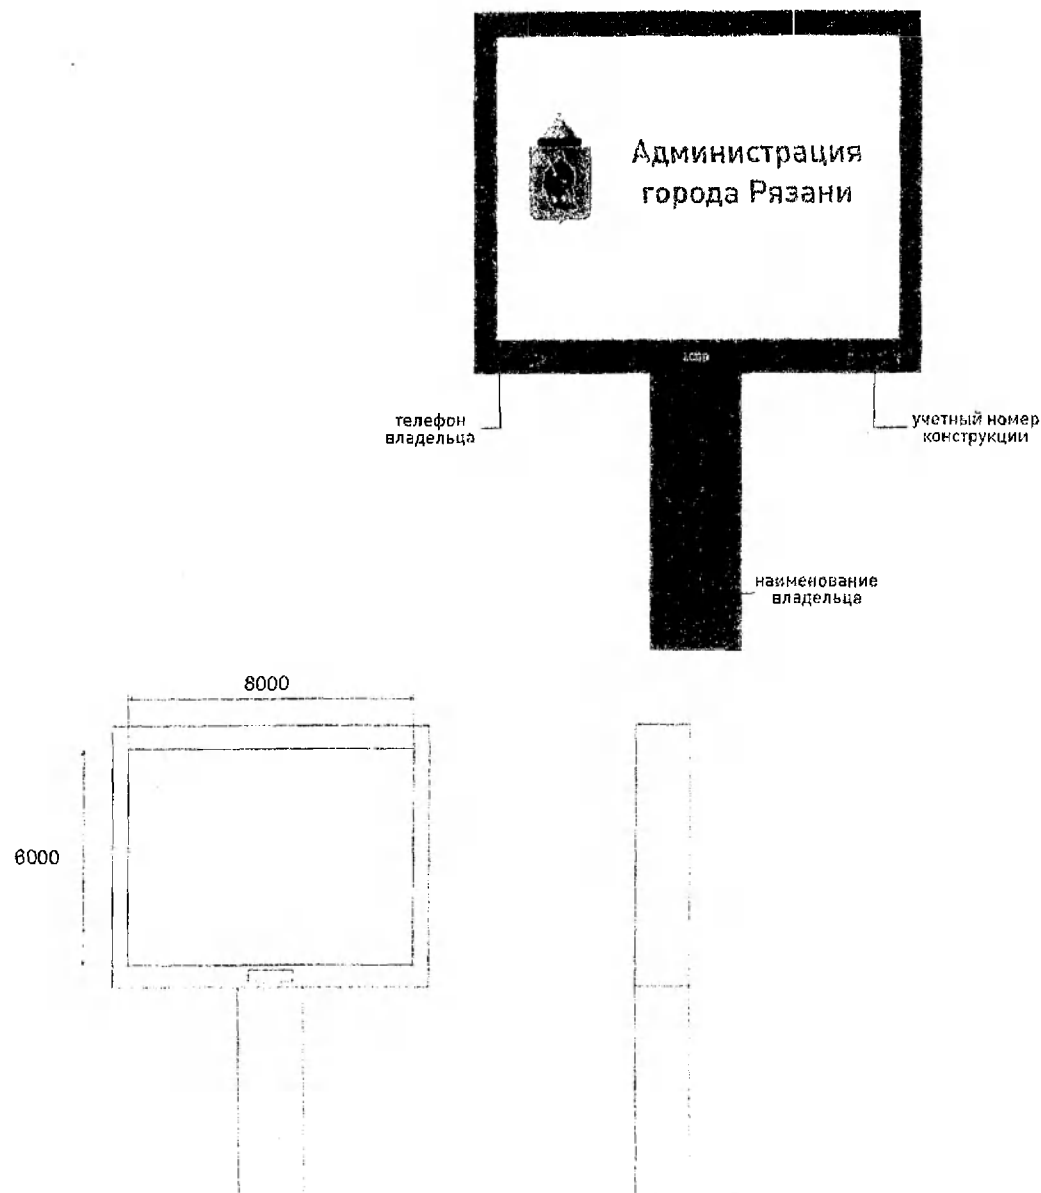 Администрация
города Рязани
телефон
владельца
учетный номер
конструкции
наименование
владельца
8000
6000